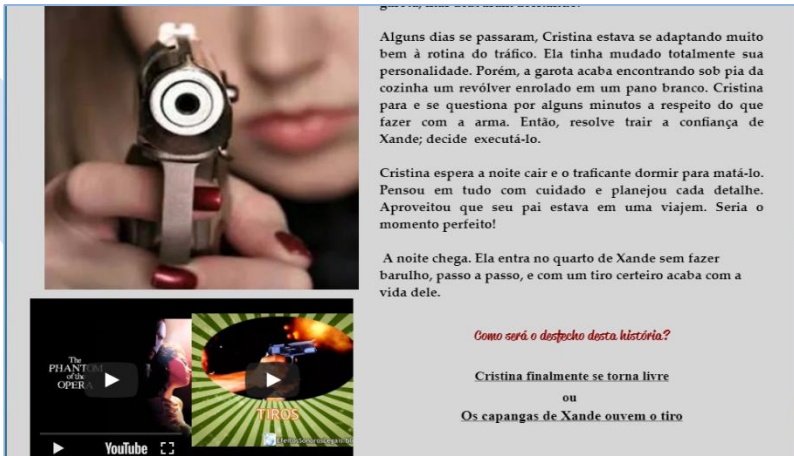 Alguns dias se passaram, Cristina estava se adaptando muito
bem à rotina do tráfico. Ela tinha mudado totalmente sua
personalidade. Porém, a garota acaba encontrando sob pia da
cozinha um revólver enrolado em um pano branco. Cristina
para e se questiona por alguns minutos a respeito do que
fazer com a arma. Então, resolve trair a confiança de
Xande; decide executá-lo.
Cristina espera a noite cair e o traficante dormir para matá-lo.
Pensou em tudo com cuidado e planejou cada detalhe.
Aproveitou que seu pai estava em uma viajem. Seria o
momento perfeito!
A noite chega. Ela entra no quarto de Xande sem fazer
barulho, passo a passo, e com um tiro certeiro acaba com a
vida dele.
Como será o desfecho desta história?
Cristina finalmente se torna livre
ou
Os capangas de Xande ouvem o tiro
The
PHANTOM
of the
OPERA
TIROS
YouTube